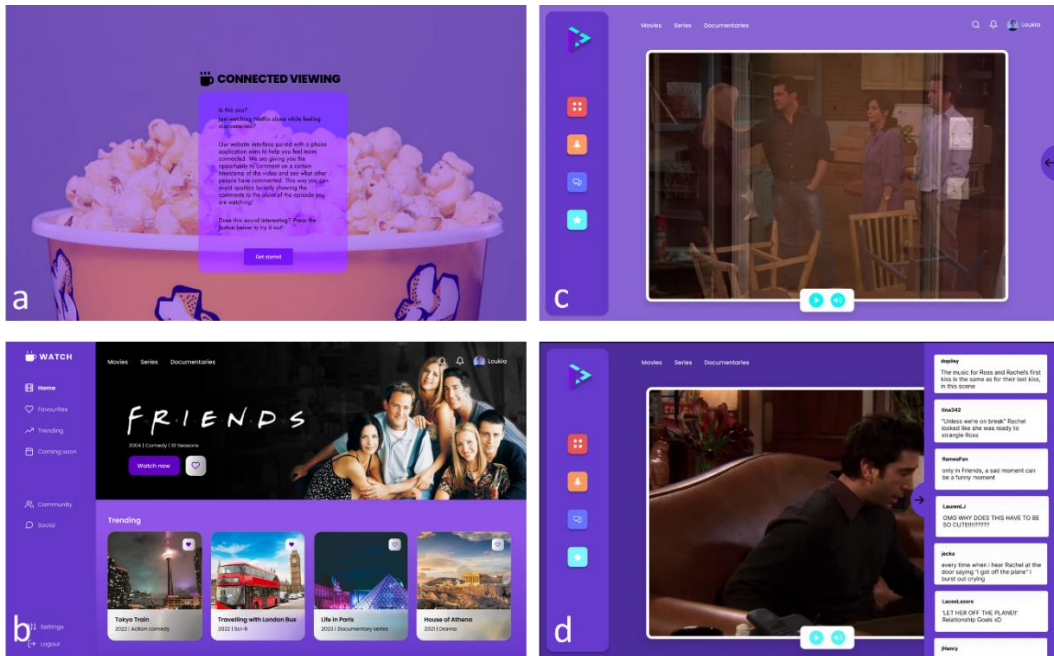 CONNECTED VIEWING
Is this you?
Just watching Netflix alone while feeling
disconnected?
Our website interface paired with a phone
application aims to help you feel more
connected. We are giving you the
opportunity to comment on a certain
timestamp of the video and see what other
people have commented. This way you can
avoid spoilers by only showing the
comments to the point of the episode you
are watching!
Does this sound interesting? Press the
button below to try it out!
Get started
a
Movies Series Documentaries
Loukia
c
WATCH
Home
Favourites
Trending
Coming soon
Community
Social
Settings
Logout
Movies Series Documentaries
Loukia
F·R·I·E·N·D·S
2004 | Comedy | 10 Seasons
Watch now
Trending
Tokyo Train
2022 | Action comedy
Travelling with London Bus
2022 | Sci-fi
Life in Paris
2023 | Documentary series
House of Athena
2021 | Drama
b
Movies Series Documentaries
dopiley
The music for Ross and Rachel's first
kiss is the same as for their last kiss,
in this scene
tina342
"Unless we're on break" Rachel
looked like she was ready to
strangle Ross
RameeFan
only in Friends, a sad moment can
be a funny moment
LaurenLJ
OMG WHY DOES THIS HAVE TO BE
SO CUTE!!!!?????
jecka
every time when i hear Rachel at the
door saying "I got off the plane" i
burst out crying
"LET HER OFF THE PLANE!!"
Relationship Goals xD
jHenry
d